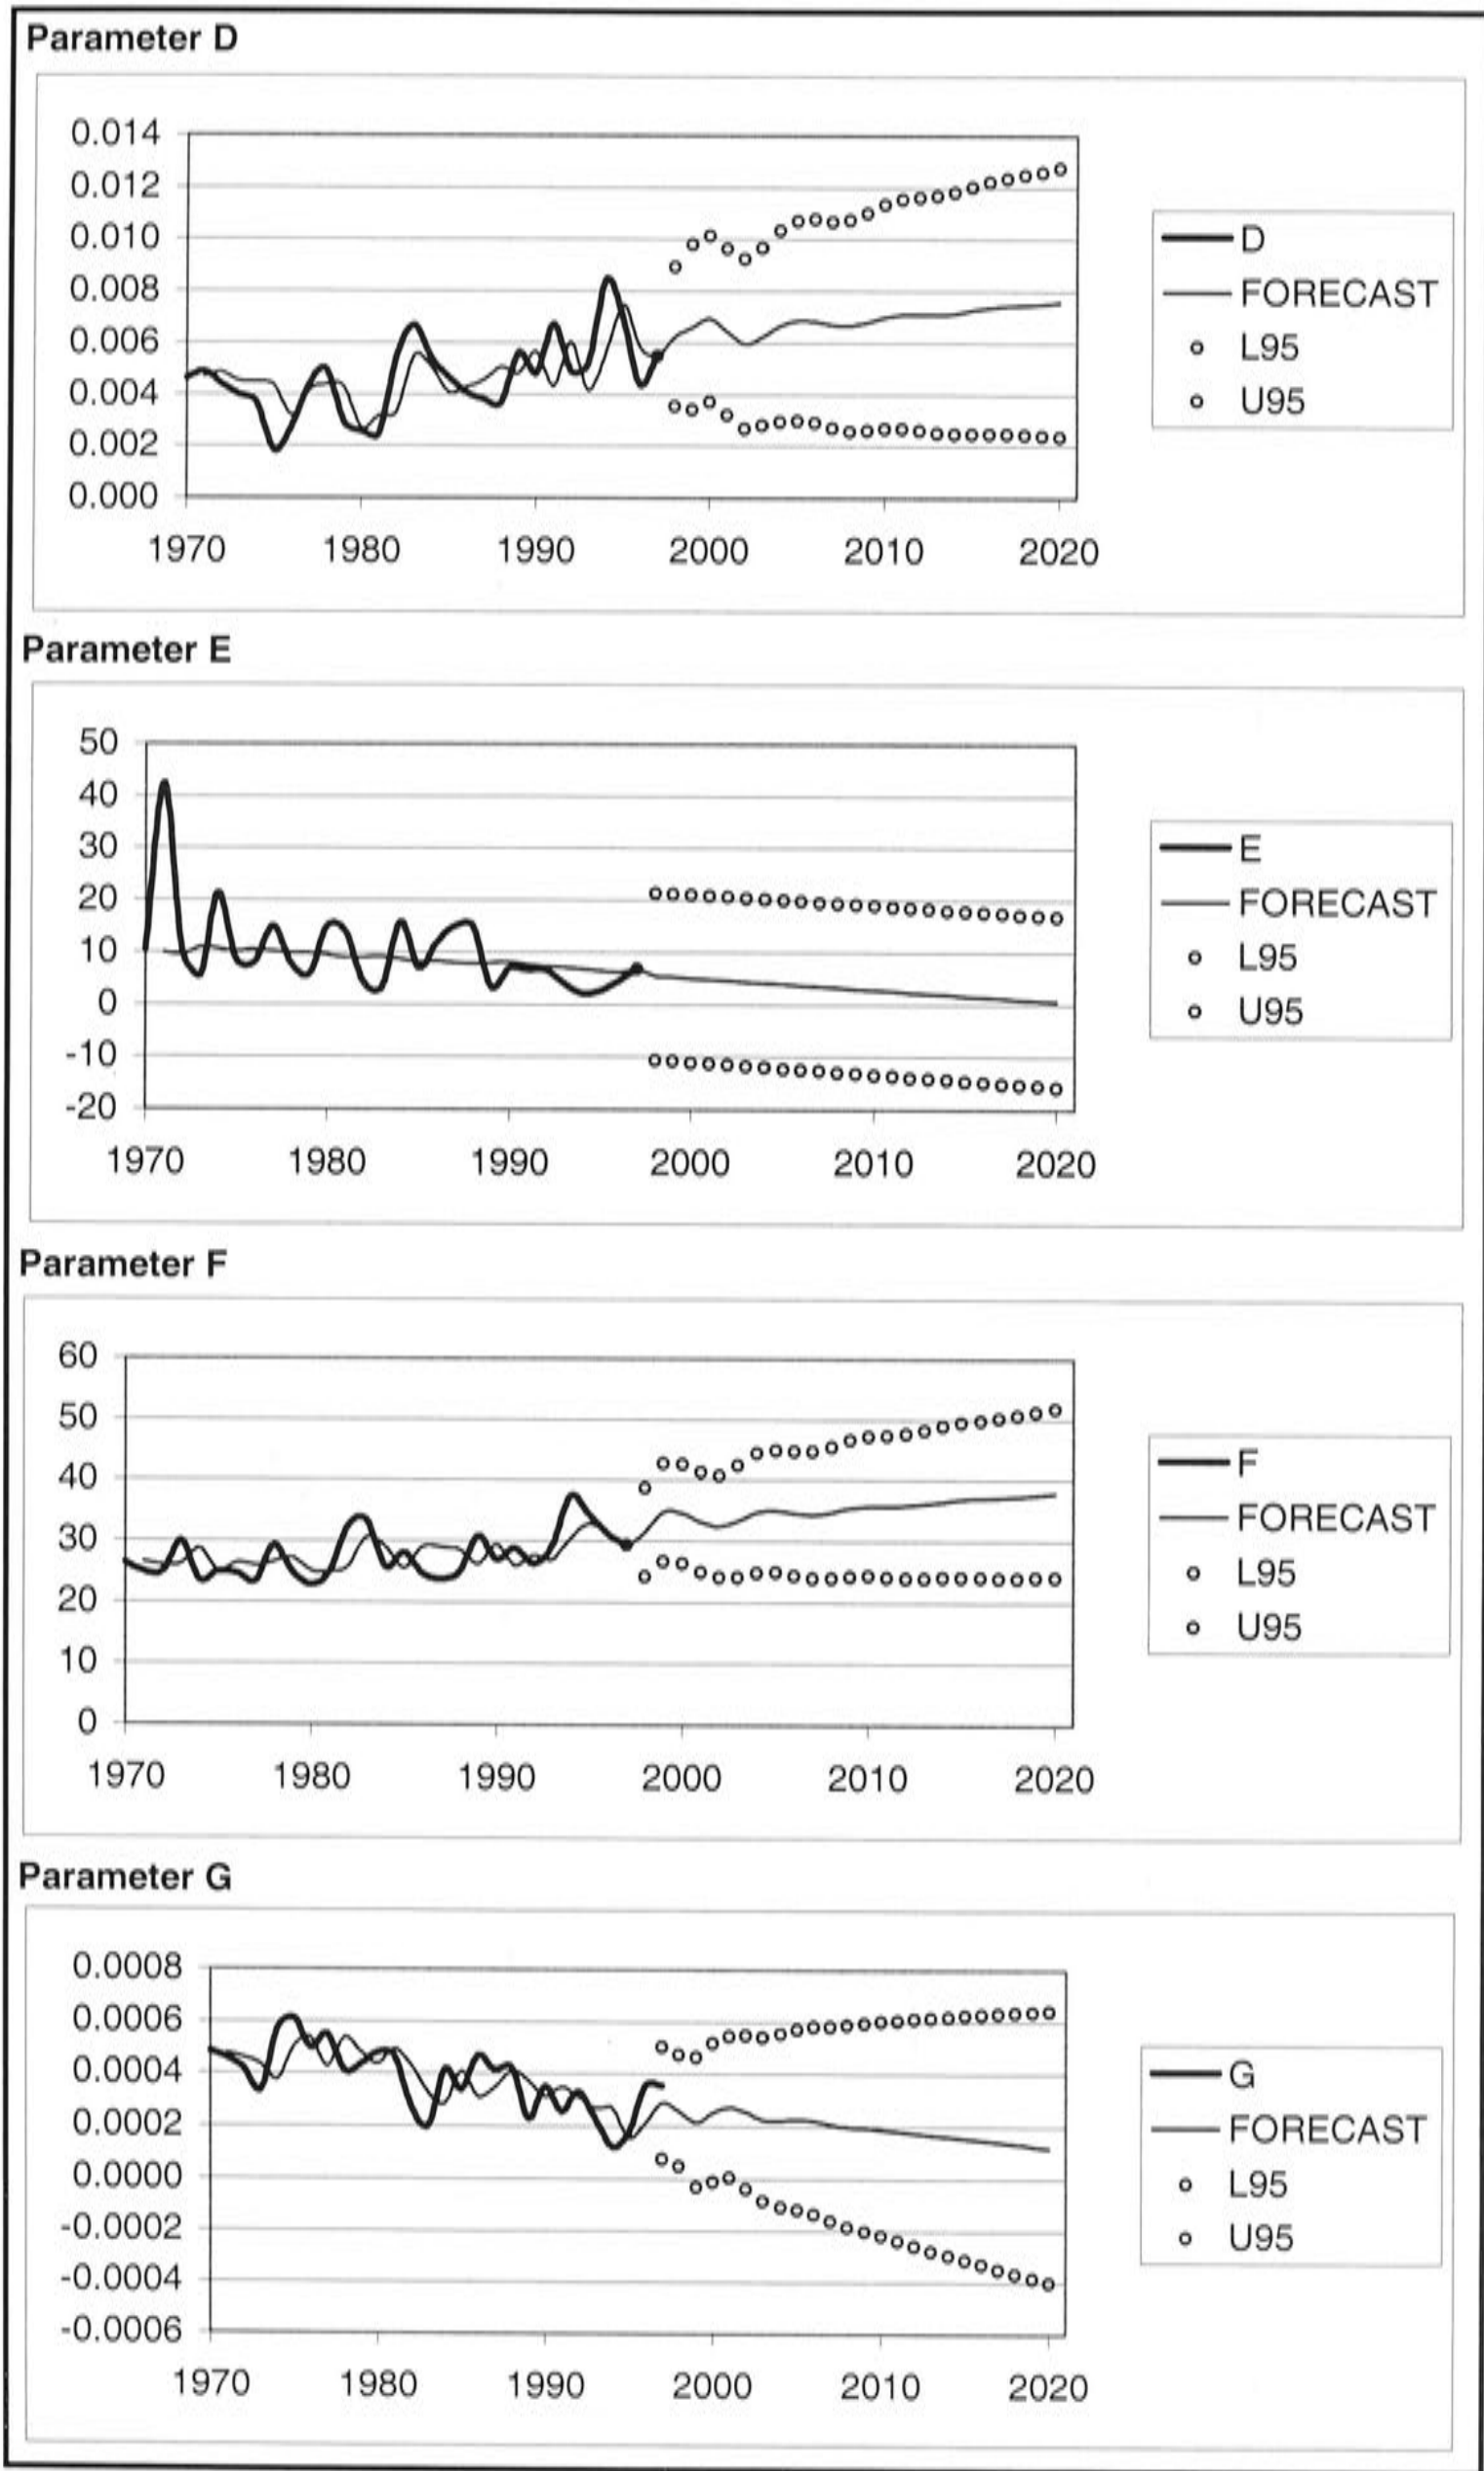 Parameter D
0.014
0.012
0.010
0.008
0.006
0.004
0.002
0.000
1970 1980 1990 2000 2010 2020
D
FORECAST
L95
U95
Parameter E
50
40
30
20
10
0
-10
-20
1970 1980 1990 2000 2010 2020
E
FORECAST
L95
U95
Parameter F
60
50
40
30
20
10
0
1970 1980 1990 2000 2010 2020
F
FORECAST
L95
U95
Parameter G
0.0008
0.0006
0.0004
0.0002
0.0000
-0.0002
-0.0004
-0.0006
1970 1980 1990 2000 2010 2020
G
FORECAST
L95
U95